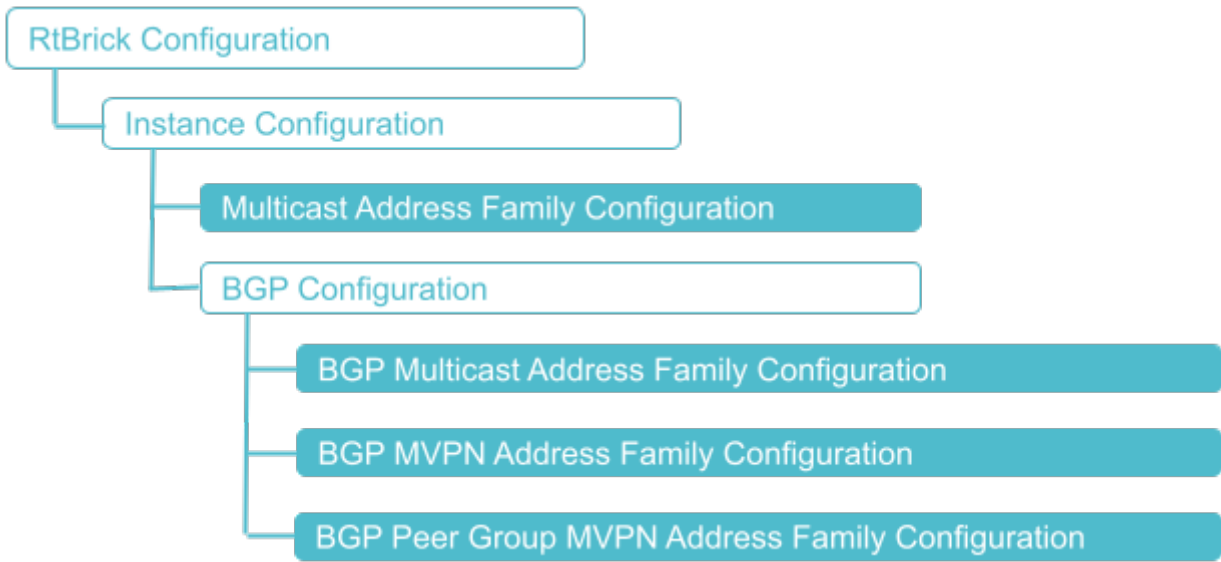 RtBrick Configuration
Instance Configuration
Multicast Address Family Configuration
BGP Configuration
BGP Multicast Address Family Configuration
BGP MVPN Address Family Configuration
BGP Peer Group MVPN Address Family Configuration